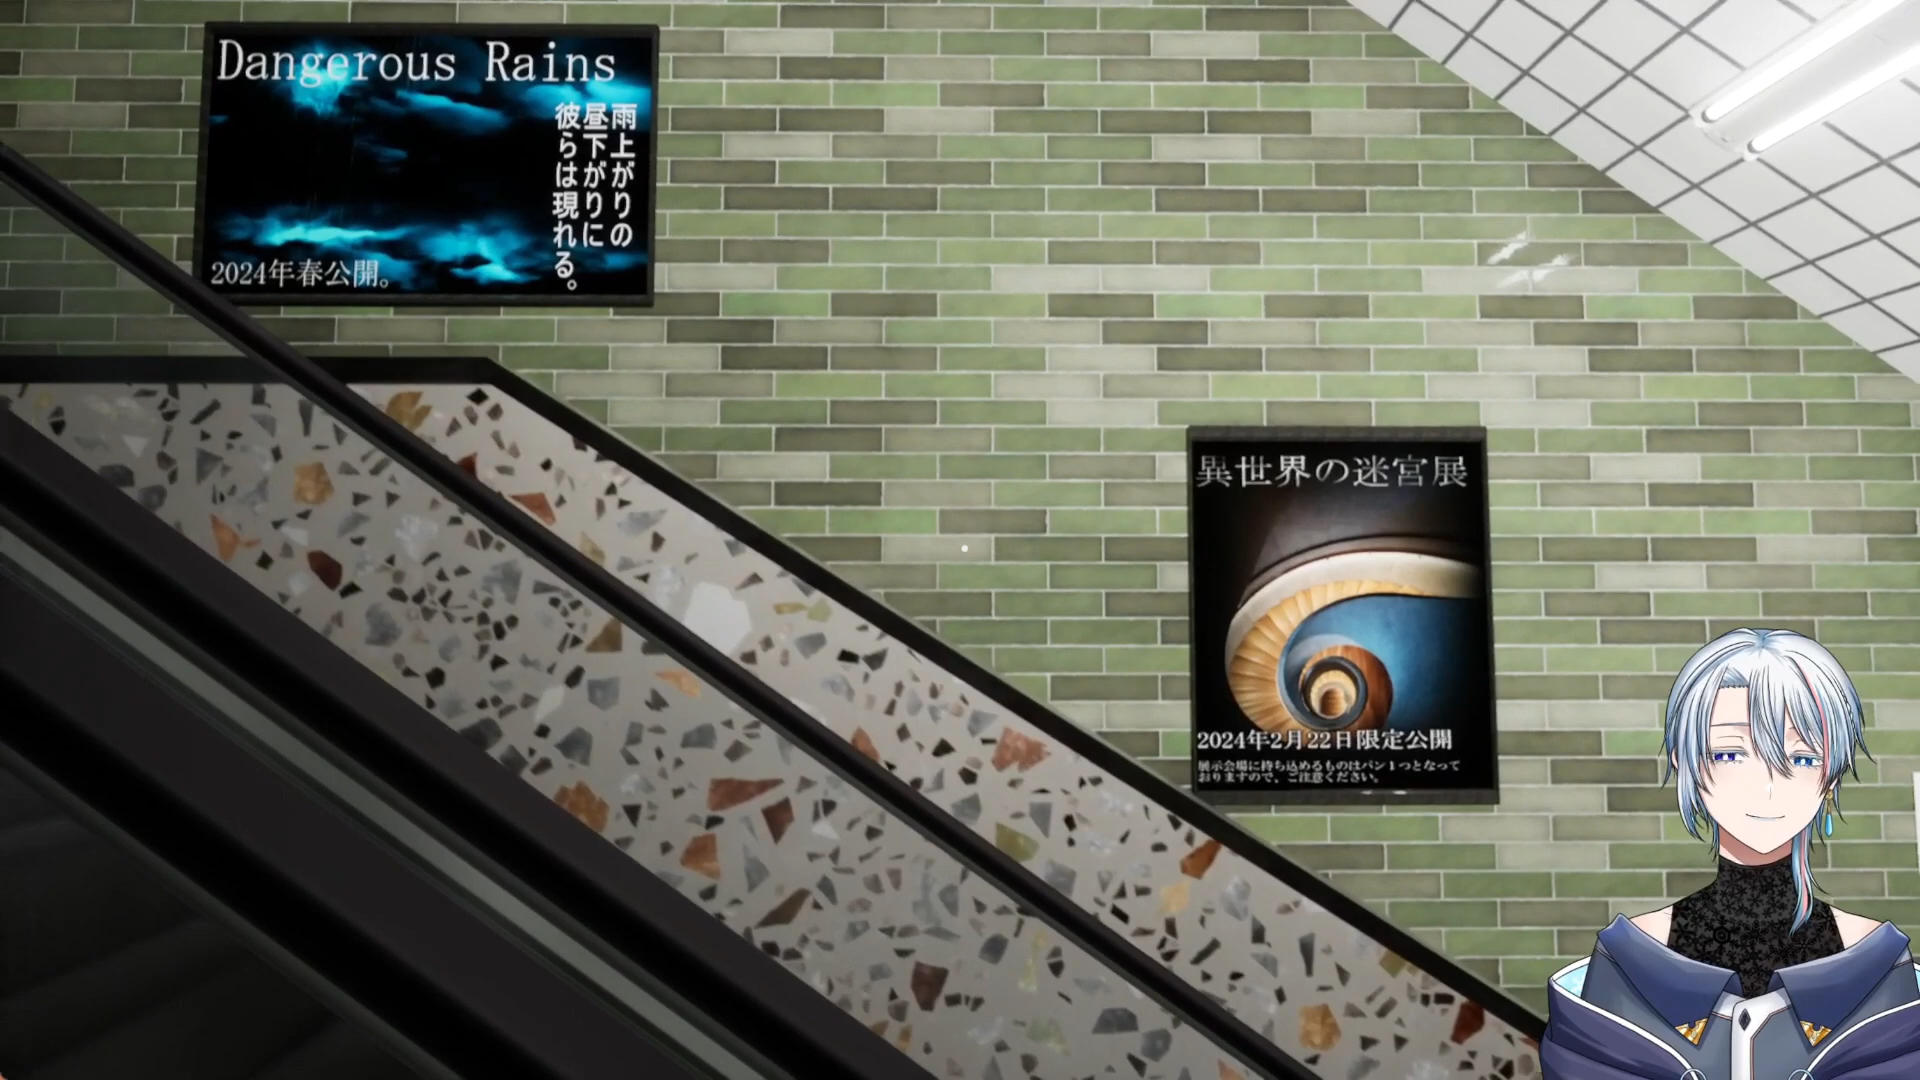 Dangerous Rains
雨上がりの
昼下がりに
彼らは現れる。
2024年春公開。
異世界の迷宮展
2024年2月22日限定公開
展示会場に持ち込めるものはパン1つとなって
おりますので、ご注意ください。